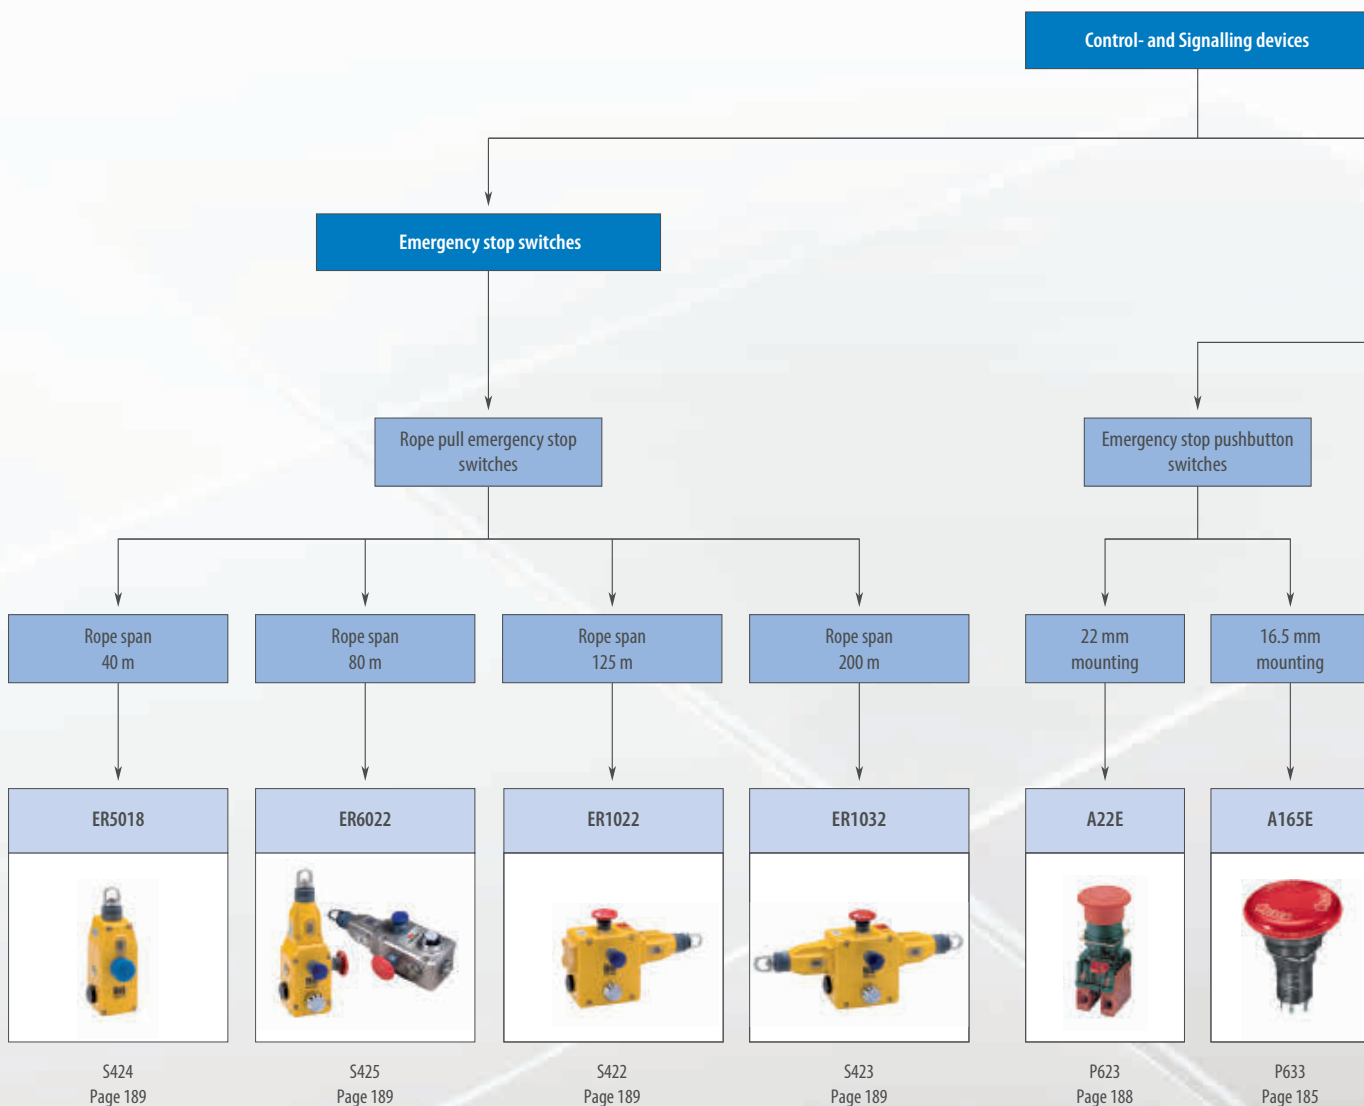 Control- and Signalling devices
Emergency stop switches
Rope pull emergency stop
switches
Emergency stop pushbutton
switches
Rope span
40 m
Rope span
80 m
Rope span
125 m
Rope span
200 m
22 mm
mounting
16.5 mm
mounting
ER5018
ER6022
ER1022
ER1032
A22E
A165E
S424
Page 189
S425
Page 189
S422
Page 189
S423
Page 189
P623
Page 188
P633
Page 185